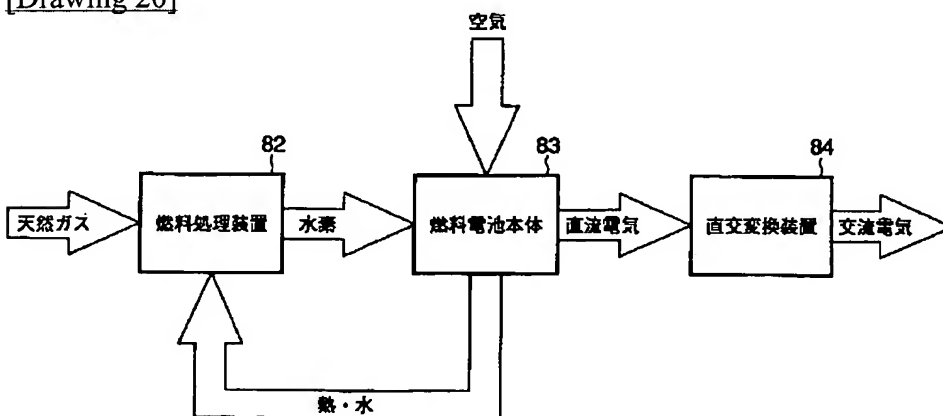 [Drawing 20]
空気
82
83
84
天然ガス
燃料処理装置
水素
燃料電池本体
直流電気
直交変換装置
交流電気
熱・水